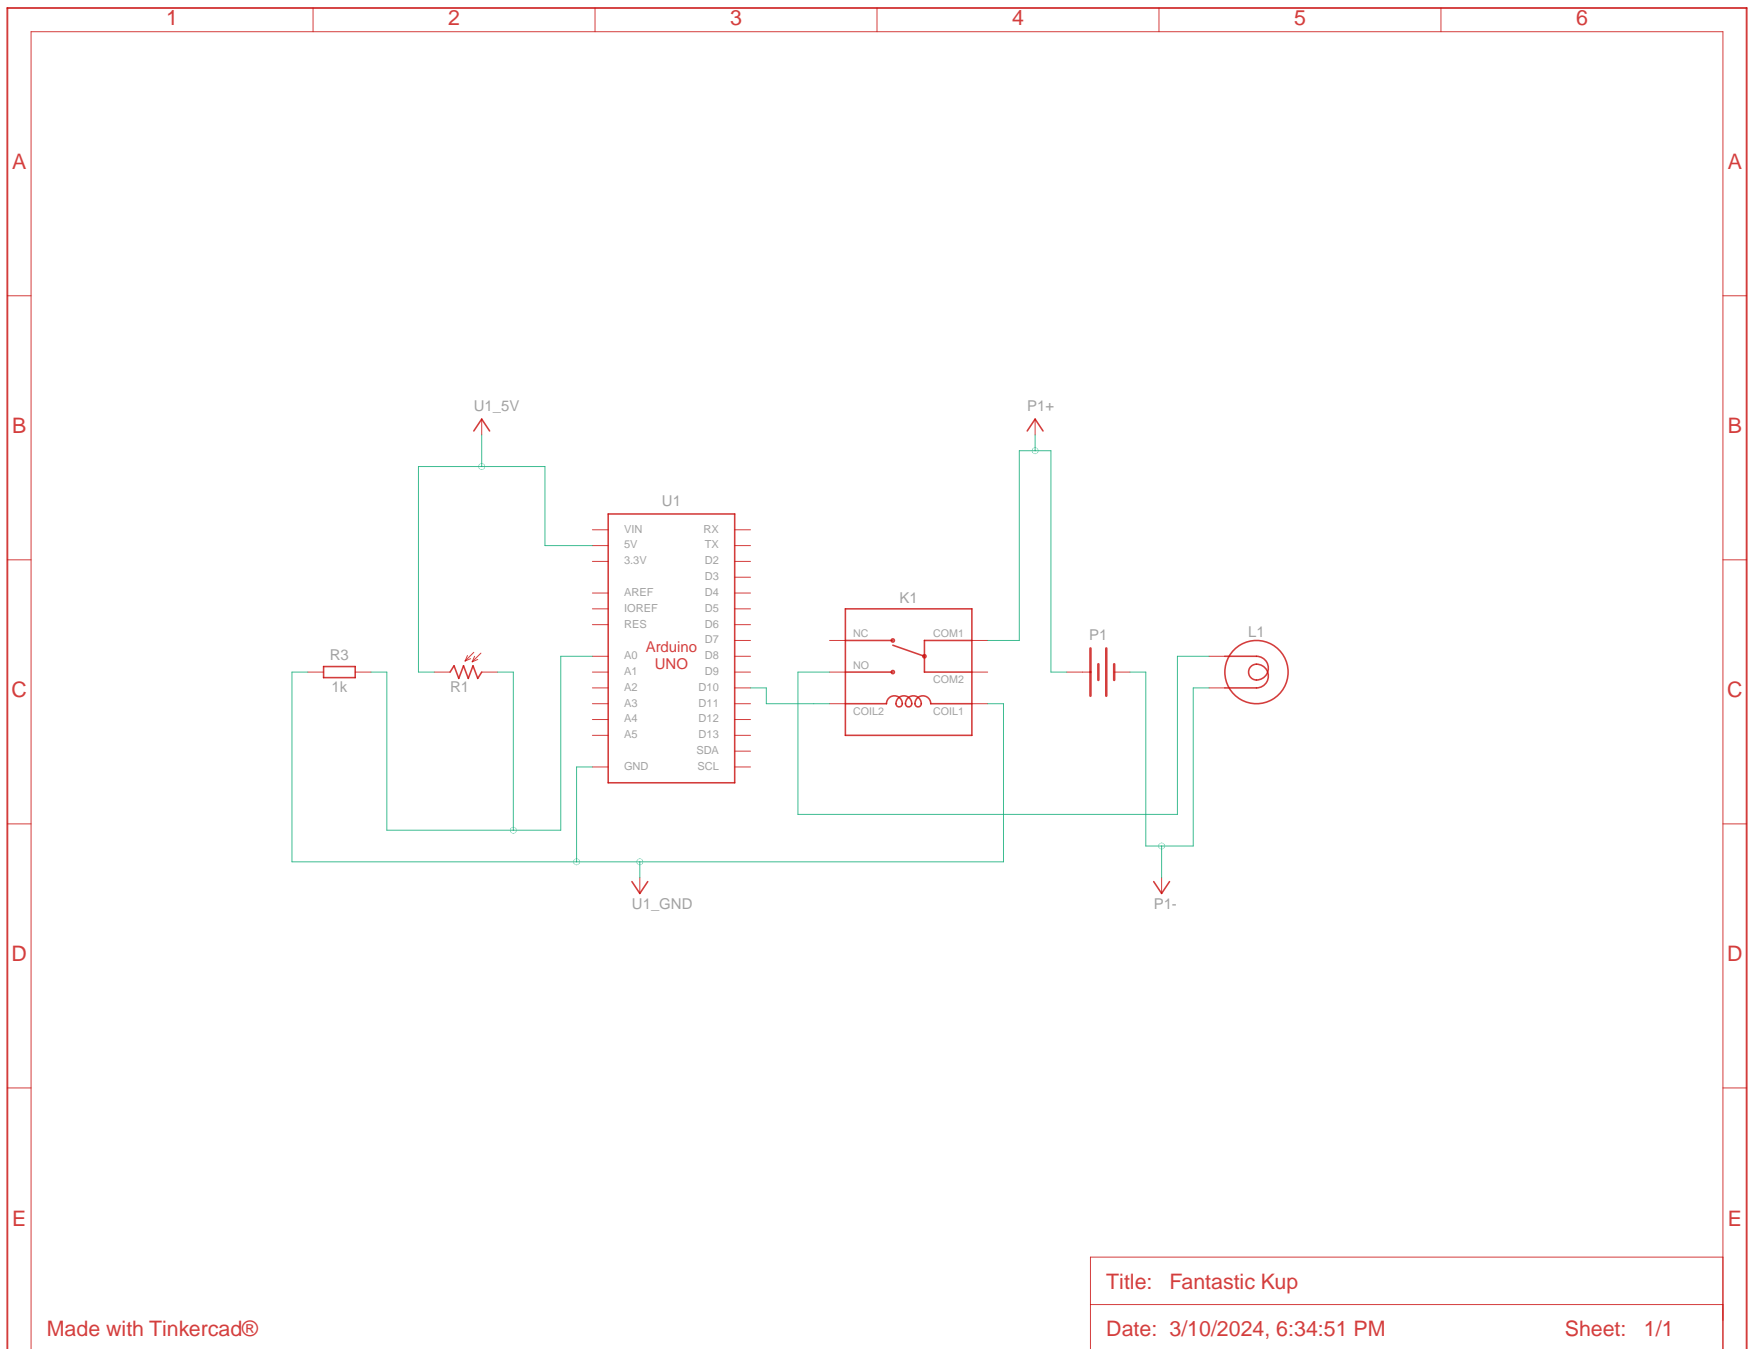 1 2 3 4 5 6
A A
B B
C C
D D
E E
U1_5V
P1+
U1
VIN RX
5V TX
3.3V D2
D3
AREF D4
IOREF D5
RES D6
D7
A0 D8
A1 D9
A2 D10
A3 D11
A4 D12
A5 D13
SDA
GND SCL
Arduino
UNO
R3
1k
R1
K1
NC COM1
NO
COM2
COIL2 COIL1
P1
L1
U1_GND
P1-
Title: Fantastic Kup
Made with Tinkercad®
Date: 3/10/2024, 6:34:51 PM Sheet: 1/1